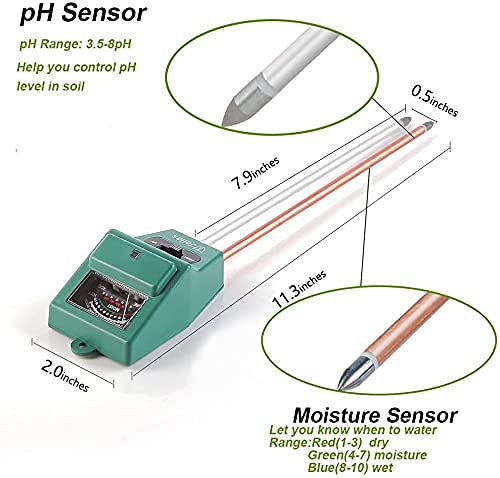 pH Sensor
pH Range: 3.5-8pH
Help you control pH
level in soil
0.5inches
7.9inches
11.3inches
2.0inches
Moisture Sensor
Let you know when to water
Range:Red(1-3) dry
Green(4-7) moisture
Blue(8-10) wet